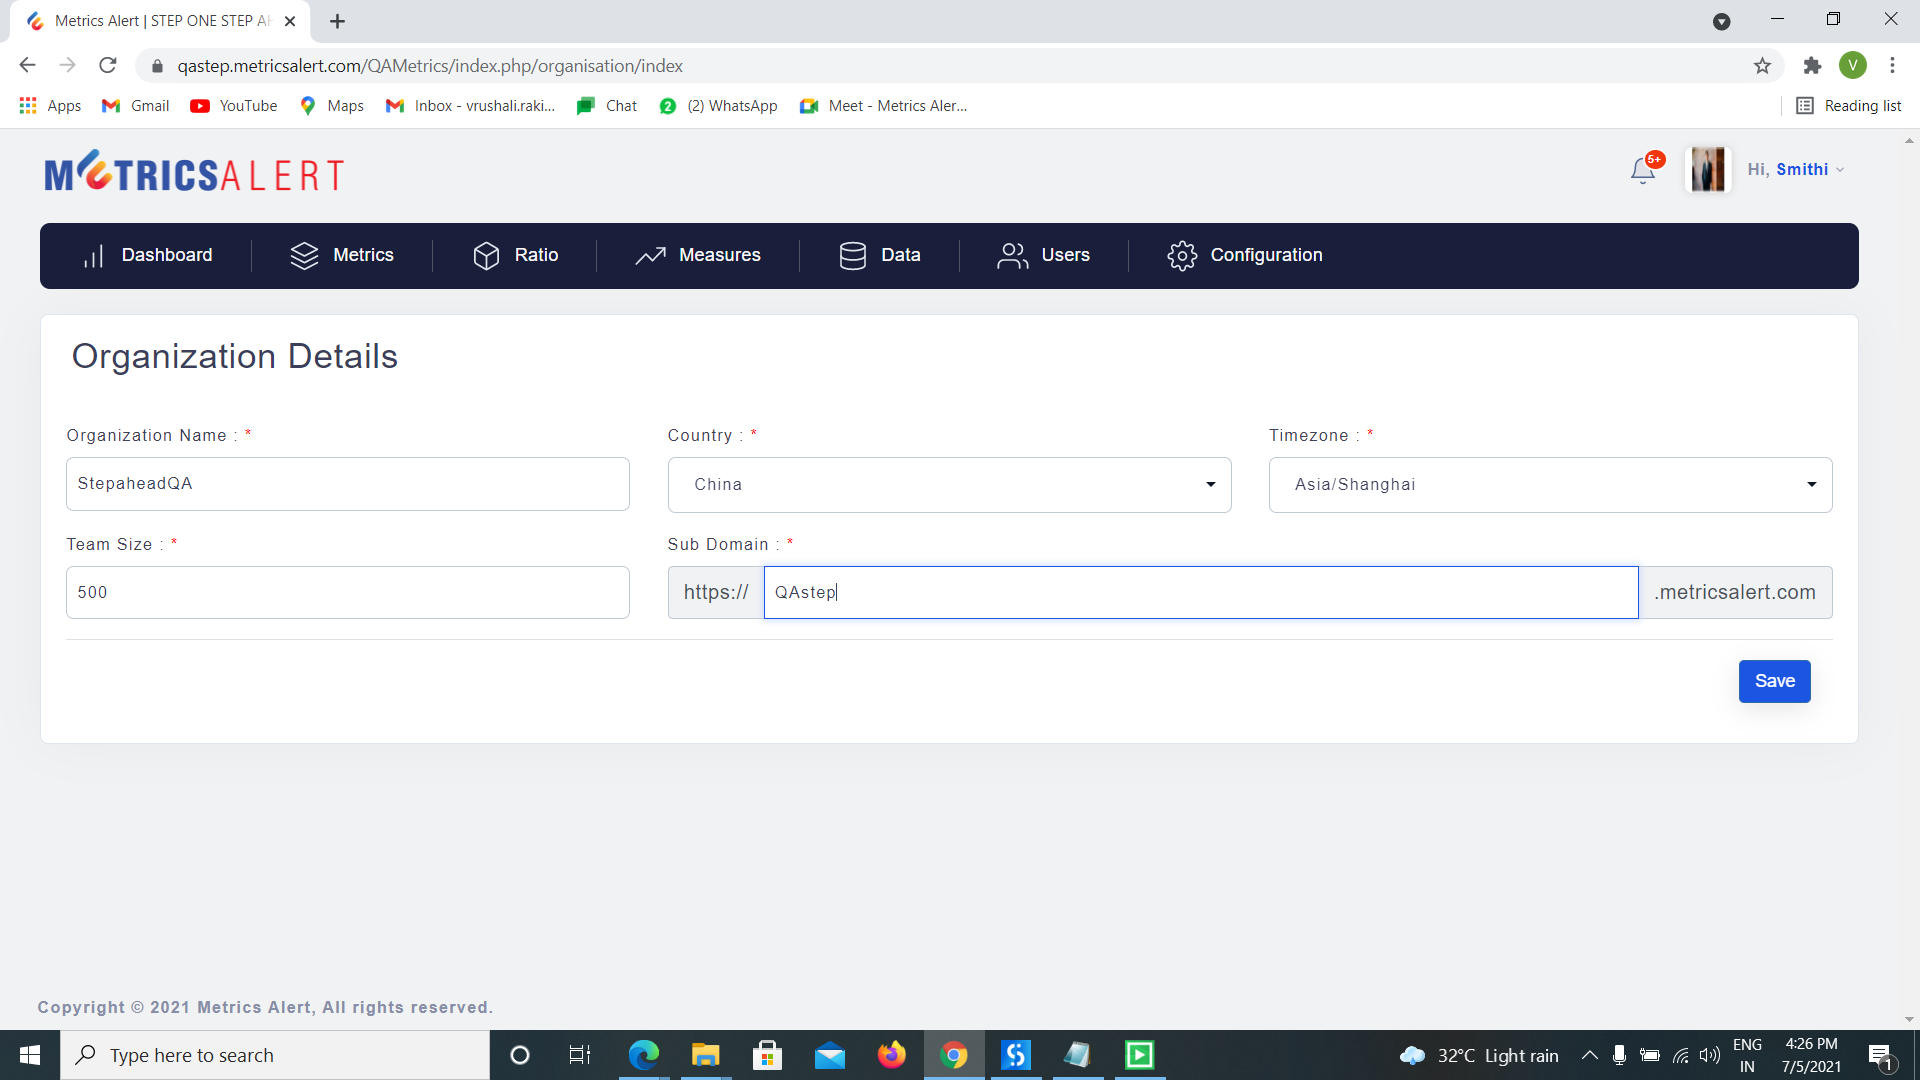 Metrics Alert | STEP ONE STEP AH
qastep.metricsalert.com/QAMetrics/index.php/organisation/index
V
Apps
Gmail
YouTube
Maps
Inbox - vrushali.raki...
Chat
2
(2) WhatsApp
Meet - Metrics Aler...
Reading list
METRICSALERT
5+
Hi, Smithi
Dashboard
Metrics
Ratio
Measures
Data
Users
Configuration
Organization Details
Organization Name : *
Country : *
Timezone : *
StepaheadQA
China
Asia/Shanghai
Team Size : *
Sub Domain : *
500
https://
QAstep
.metricsalert.com
Save
Copyright © 2021 Metrics Alert, All rights reserved.
Type here to search
32°C Light rain
ENG
IN
4:26 PM
7/5/2021
1